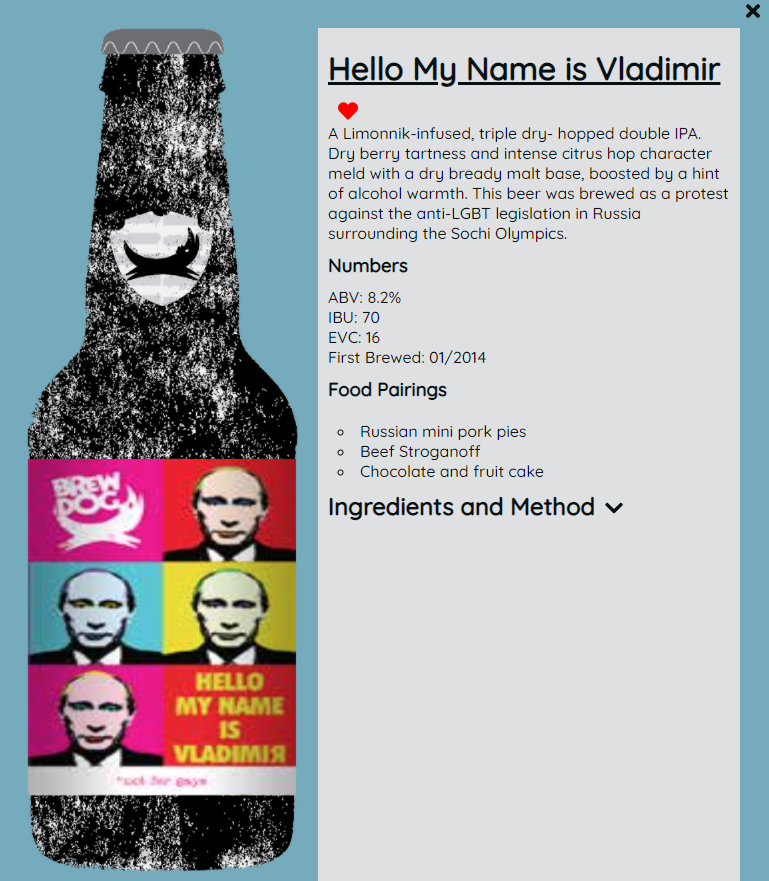 Hello My Name is Vladimir
A Limonnik-infused, triple dry- hopped double IPA.
Dry berry tartness and intense citrus hop character
meld with a dry bready malt base, boosted by a hint
of alcohol warmth. This beer was brewed as a protest
against the anti-LGBT legislation in Russia
surrounding the Sochi Olympics.
Numbers
ABV: 8.2%
IBU: 70
EVC: 16
First Brewed: 01/2014
Food Pairings
Russian mini pork pies
Beef Stroganoff
Chocolate and fruit cake
Ingredients and Method
BREW
DOG
HELLO
MY NAME
IS
VLADIMIЯ
*not for gays